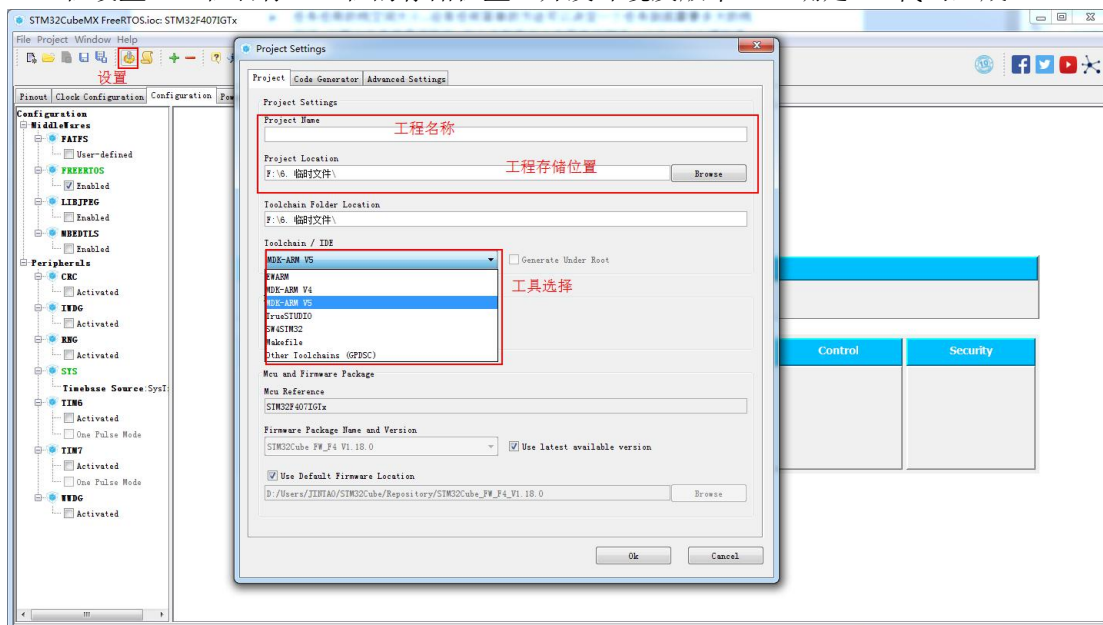 STM32CubeMX FreeRTOS.ioc: STM32F407IGTx
File Project Window Help
设置
Pinout Clock Configuration Configuration
Configuration
MiddleWares
FATFS
User-defined
FREERTOS
Enabled
LIBJPEG
Enabled
MBEDTLS
Enabled
Peripherals
CRC
Activated
IWDG
Activated
RNG
Activated
SYS
Timebase Source:
TIM6
Activated
One Pulse Mode
TIM7
Activated
One Pulse Mode
WWDG
Activated
Project Settings
Project Code Generator Advanced Settings
Project Settings
Project Name
工程名称
Project Location
工程存储位置
F:\6. 临时文件\
Browse
Toolchain Folder Location
F:\6. 临时文件\
Toolchain / IDE
MDK-ARM V5
Generate Under Root
EWARM
工具选择
MDK-ARM V4
MDK-ARM V5
TrueSTUDIO
SW4STM32
Makefile
Other Toolchains (GPDSC)
Mcu and Firmware Package
Mcu Reference
STM32F407IGTx
Firmware Package Name and Version
STM32Cube FW_F4 V1.18.0
Use latest available version
Use Default Firmware Location
D:/Users/JINTAO/STM32Cube/Repository/STM32Cube_FW_F4_V1.18.0
Browse
Ok
Cancel
Control
Security